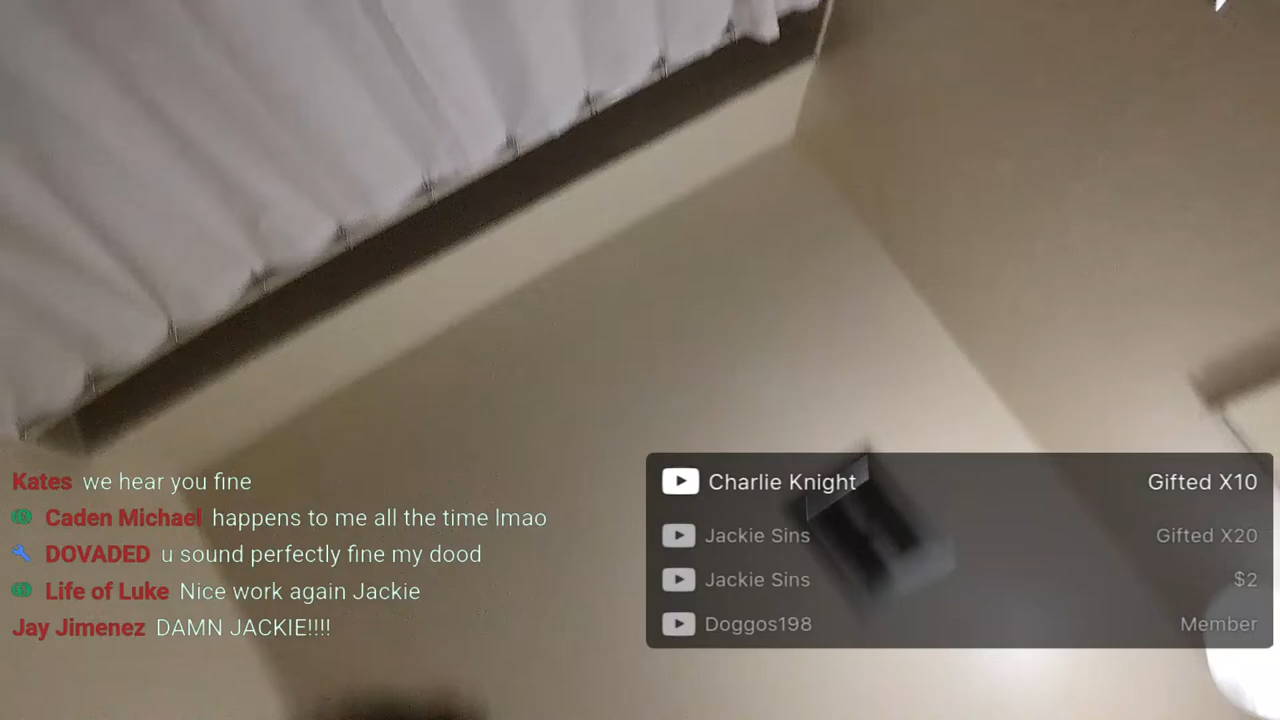 Kates we hear you fine
Caden Michael happens to me all the time lmao
DOVADED u sound perfectly fine my dood
Life of Luke Nice work again Jackie
Jay Jimenez DAMN JACKIE!!!!
Charlie Knight Gifted X10
Jackie Sins Gifted X20
Jackie Sins $2
Doggos198 Member